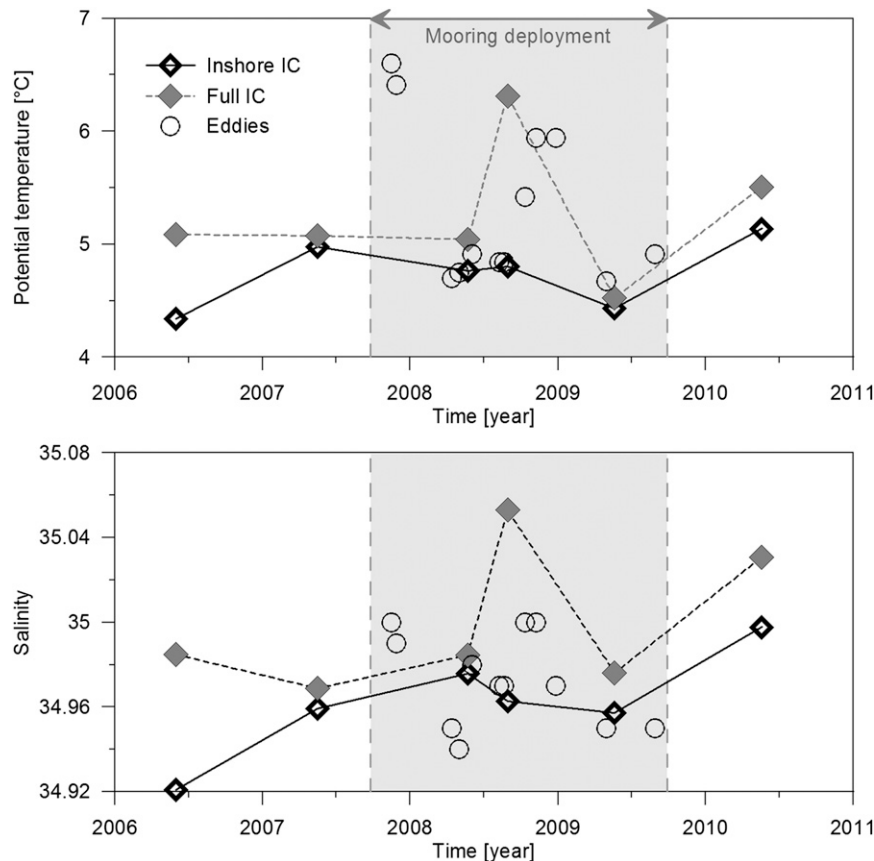 7
Mooring deployment
Inshore IC
Full IC
Eddies
6
5
4
Potential temperature [°C]
2006 2007 2008 2009 2010 2011
Time [year]
35.08
35.04
35
34.96
34.92
Salinity
2006 2007 2008 2009 2010 2011
Time [year]